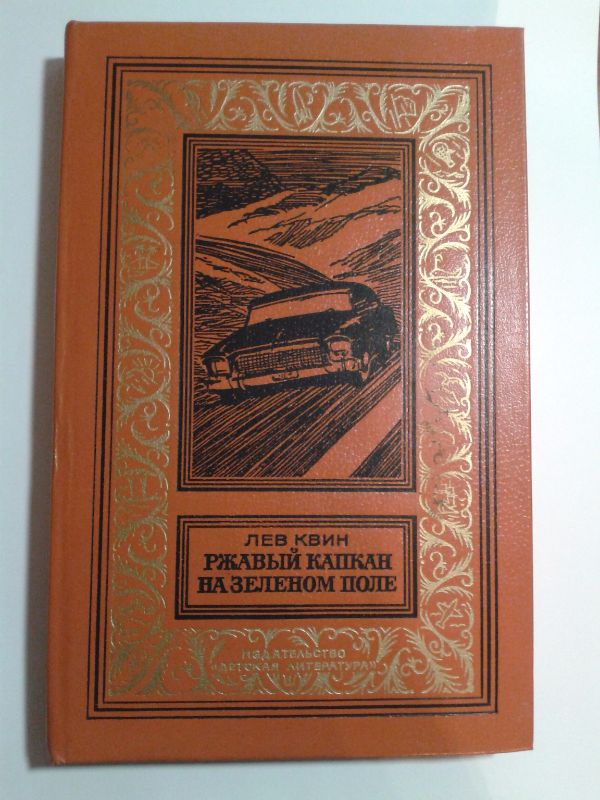 ЛЕВ КВИН
РЖАВЫЙ КАПКАН
НА ЗЕЛЕНОМ ПОЛЕ
ИЗДАТЕЛЬСТВО
«ДЕТСКАЯ ЛИТЕРАТУРА»